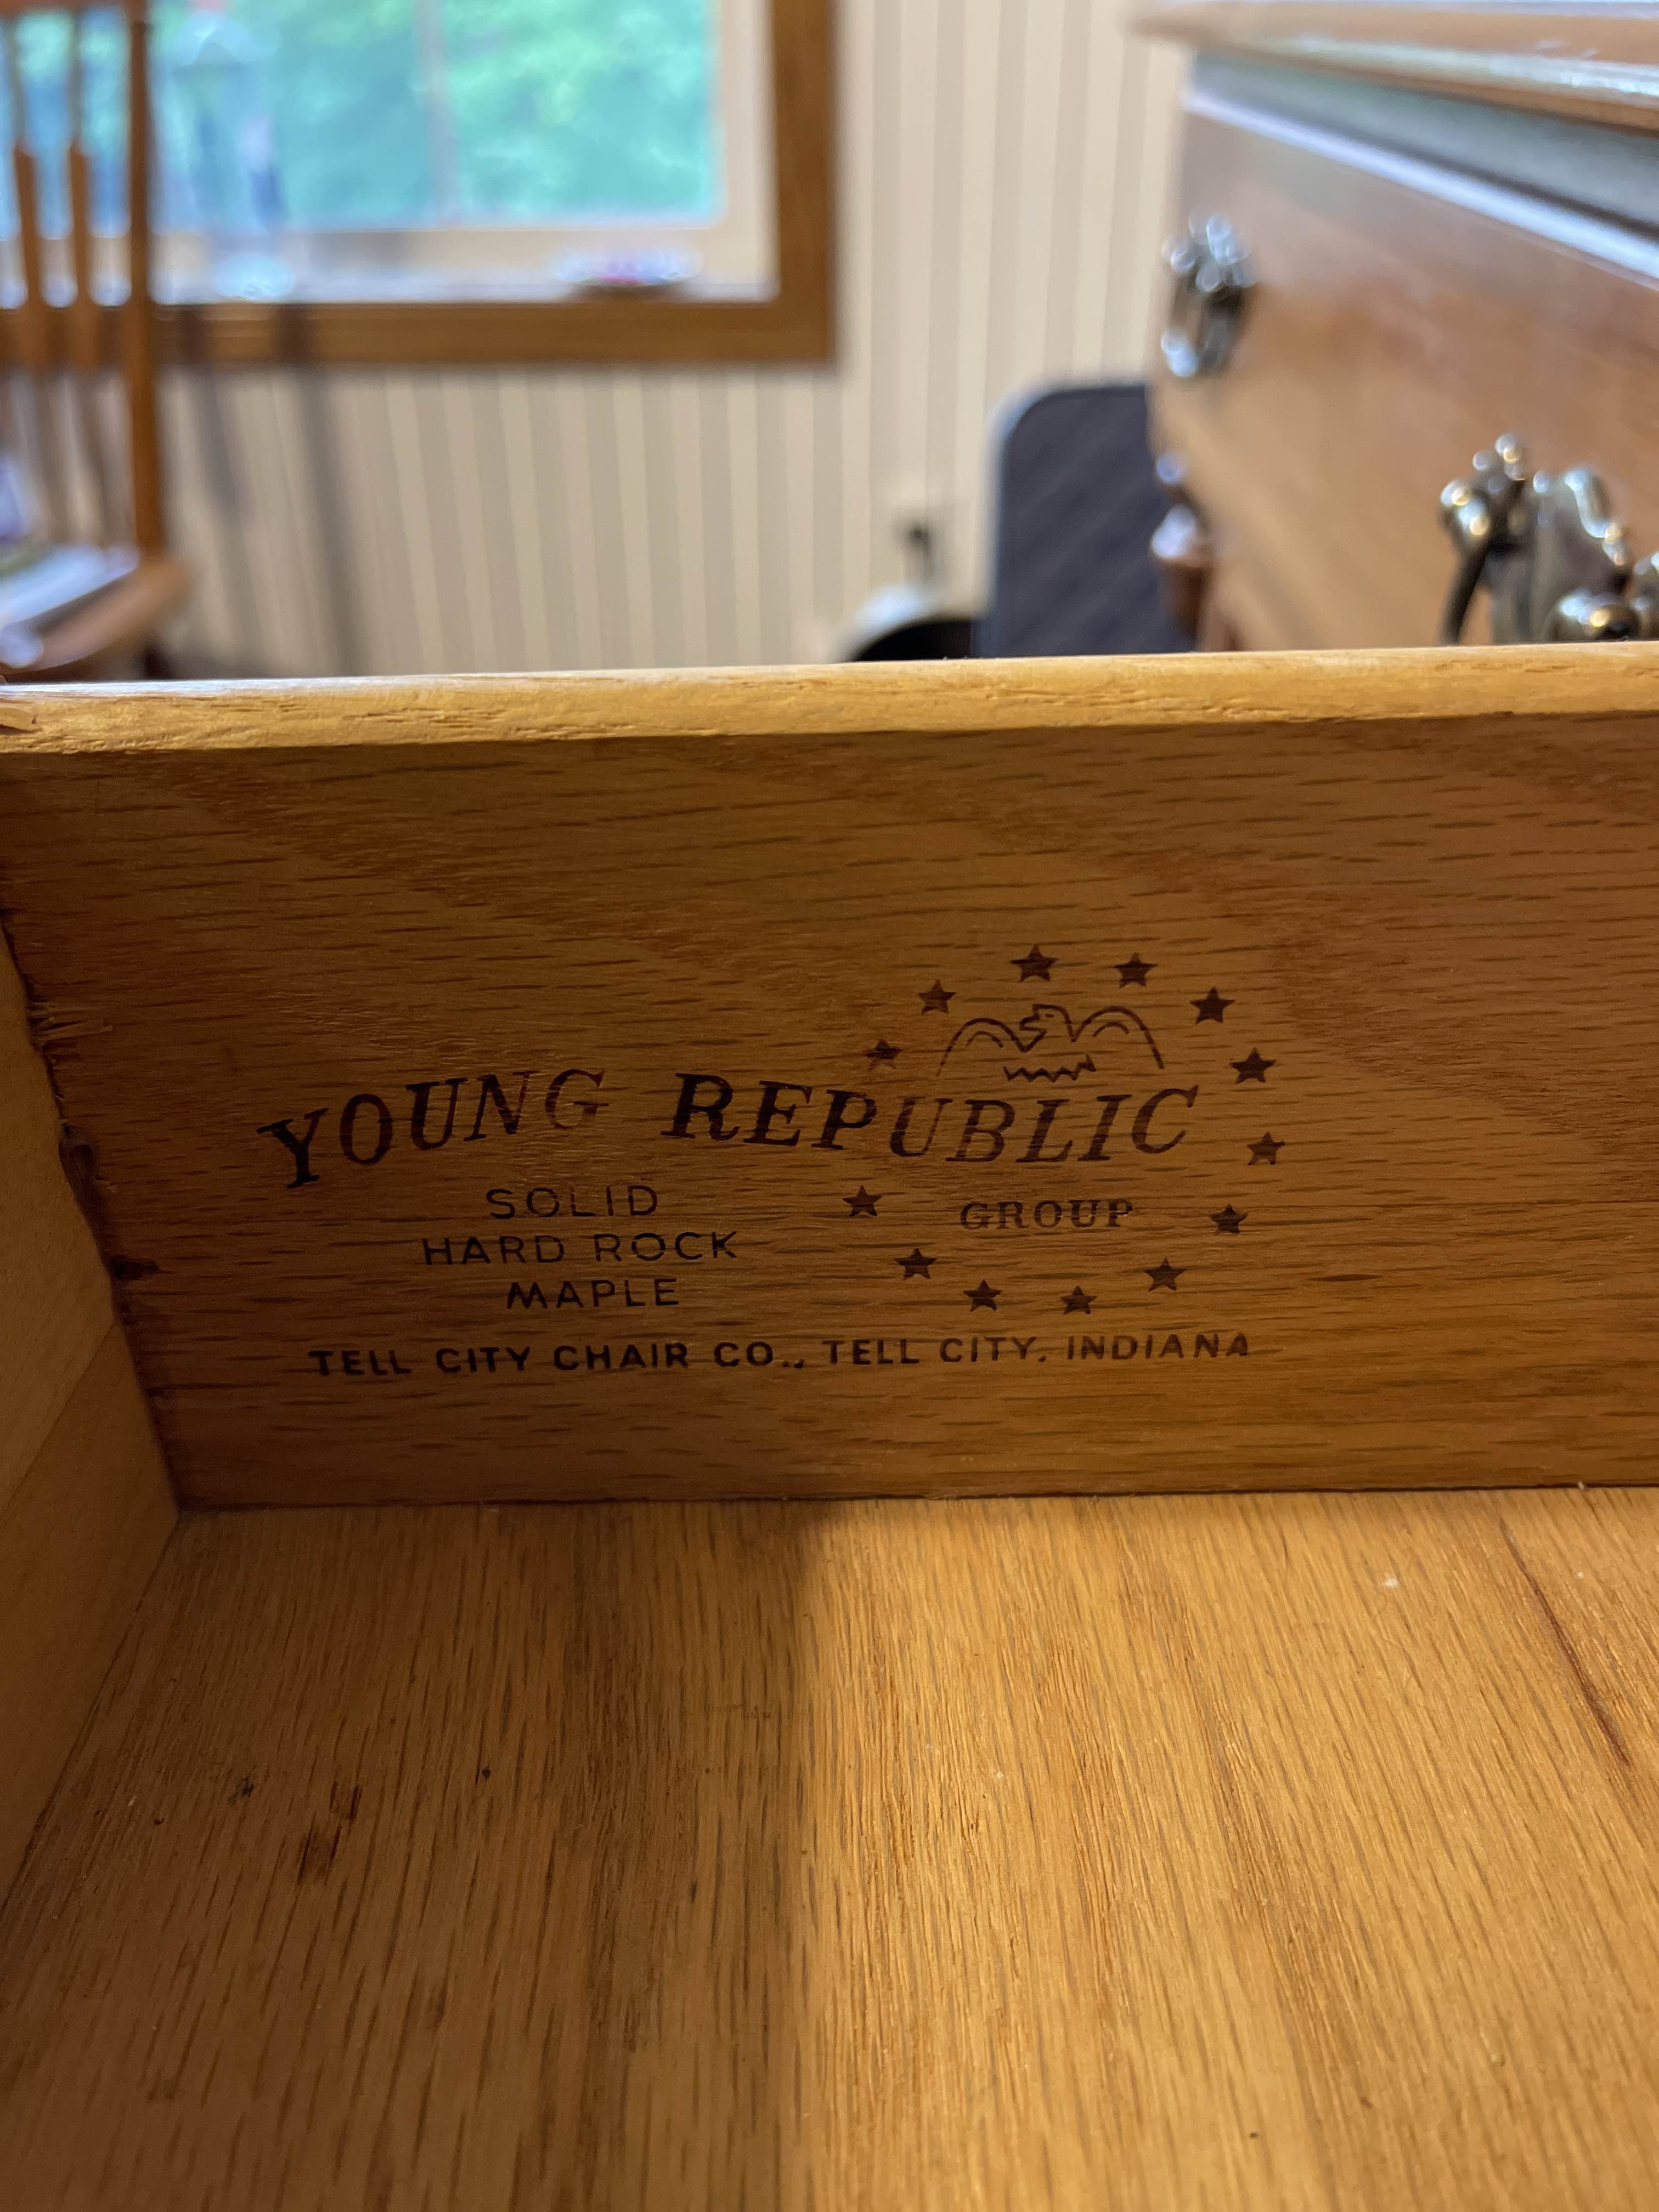 YOUNG REPUBLIC
SOLID
HARD ROCK
MAPLE
GROUP
TELL CITY CHAIR CO., TELL CITY, INDIANA